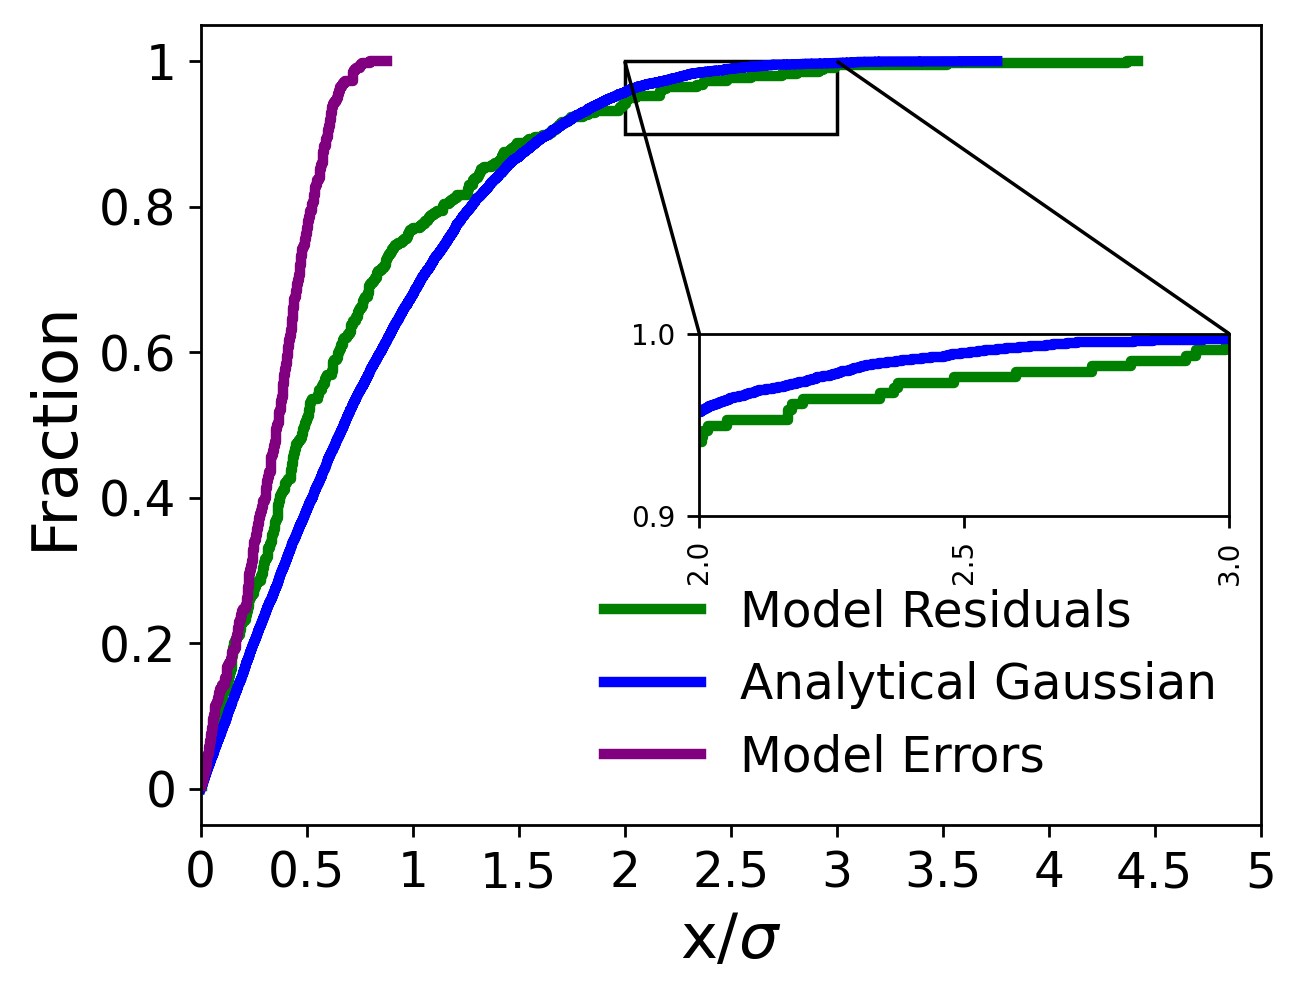 1
0.8
0.6
0.4
0.2
0
Fraction
1.0
0.9
2.0
2.5
3.0
Model Residuals
Analytical Gaussian
Model Errors
0 0.5 1 1.5 2 2.5 3 3.5 4 4.5 5
x/σ